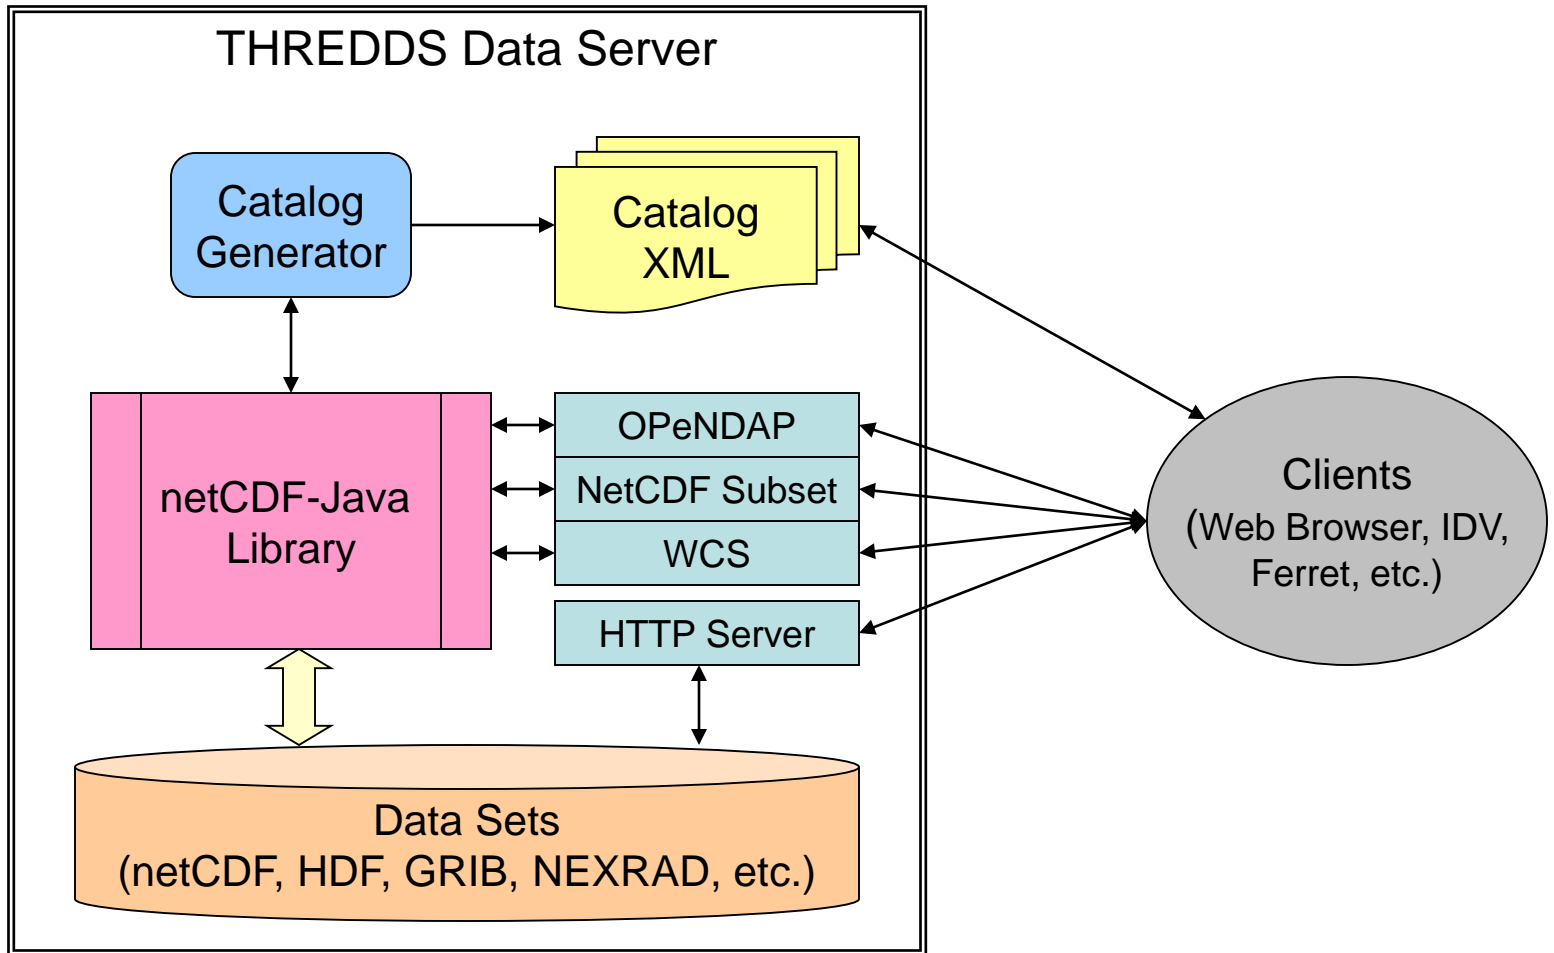 THREDDS Data Server
Catalog
Generator
Catalog
XML
netCDF-Java
Library
OPeNDAP
NetCDF Subset
WCS
HTTP Server
Clients
(Web Browser, IDV,
Ferret, etc.)
Data Sets
(netCDF, HDF, GRIB, NEXRAD, etc.)